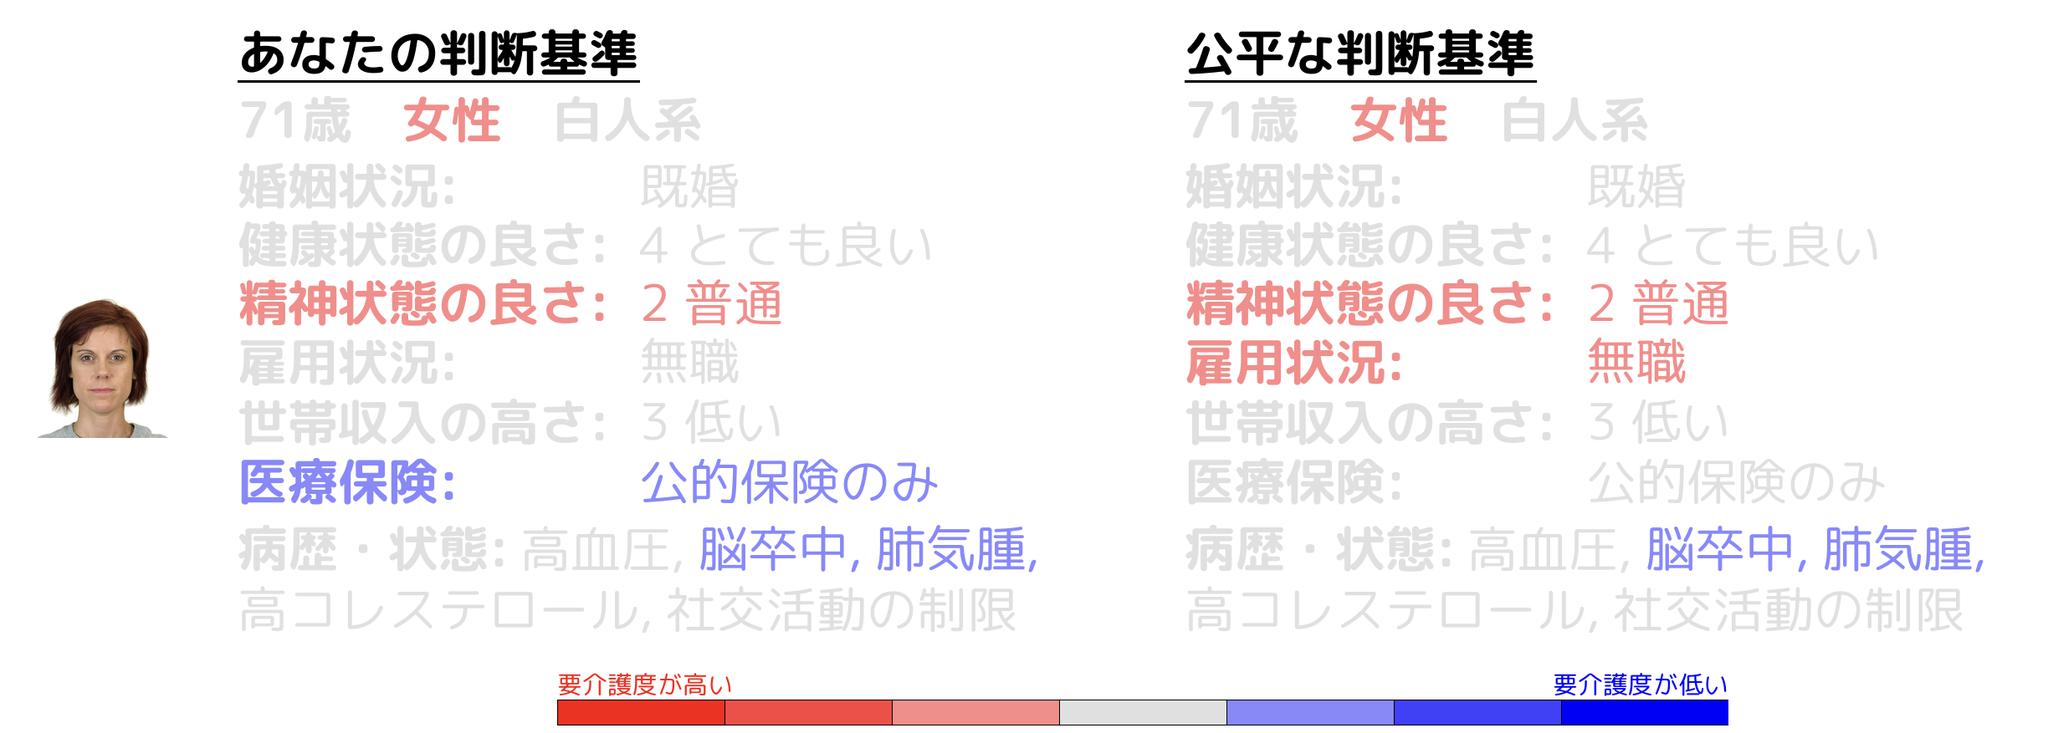 あなたの判断基準
71歳 女性 白人系
婚姻状況: 既婚
健康状態の良さ: 4 とても良い
精神状態の良さ: 2 普通
雇用状況: 無職
世帯収入の高さ: 3 低い
医療保険: 公的保険のみ
病歴・状態: 高血圧, 脳卒中, 肺気腫,
高コレステロール, 社交活動の制限
公平な判断基準
71歳 女性 白人系
婚姻状況: 既婚
健康状態の良さ: 4 とても良い
精神状態の良さ: 2 普通
雇用状況: 無職
世帯収入の高さ: 3 低い
医療保険: 公的保険のみ
病歴・状態: 高血圧, 脳卒中, 肺気腫,
高コレステロール, 社交活動の制限
要介護度が高い
要介護度が低い